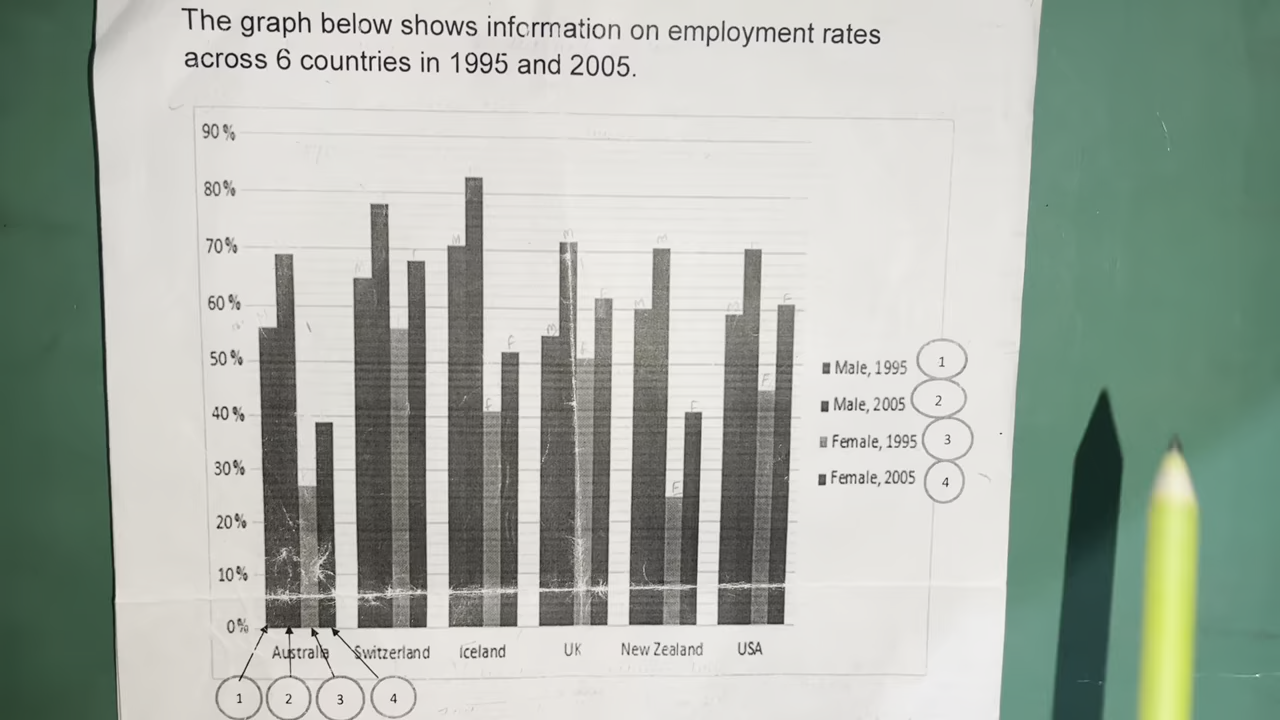 The graph below shows information on employment rates
across 6 countries in 1995 and 2005.
90%
80%
70%
60%
50%
40%
30%
20%
10%
0%
M
M
M
M
M
M
F
F
F
F
F
F
Male, 1995 1
Male, 2005 2
Female, 1995 3
Female, 2005 4
Australia Switzerland Iceland UK New Zealand USA
1 2 3 4